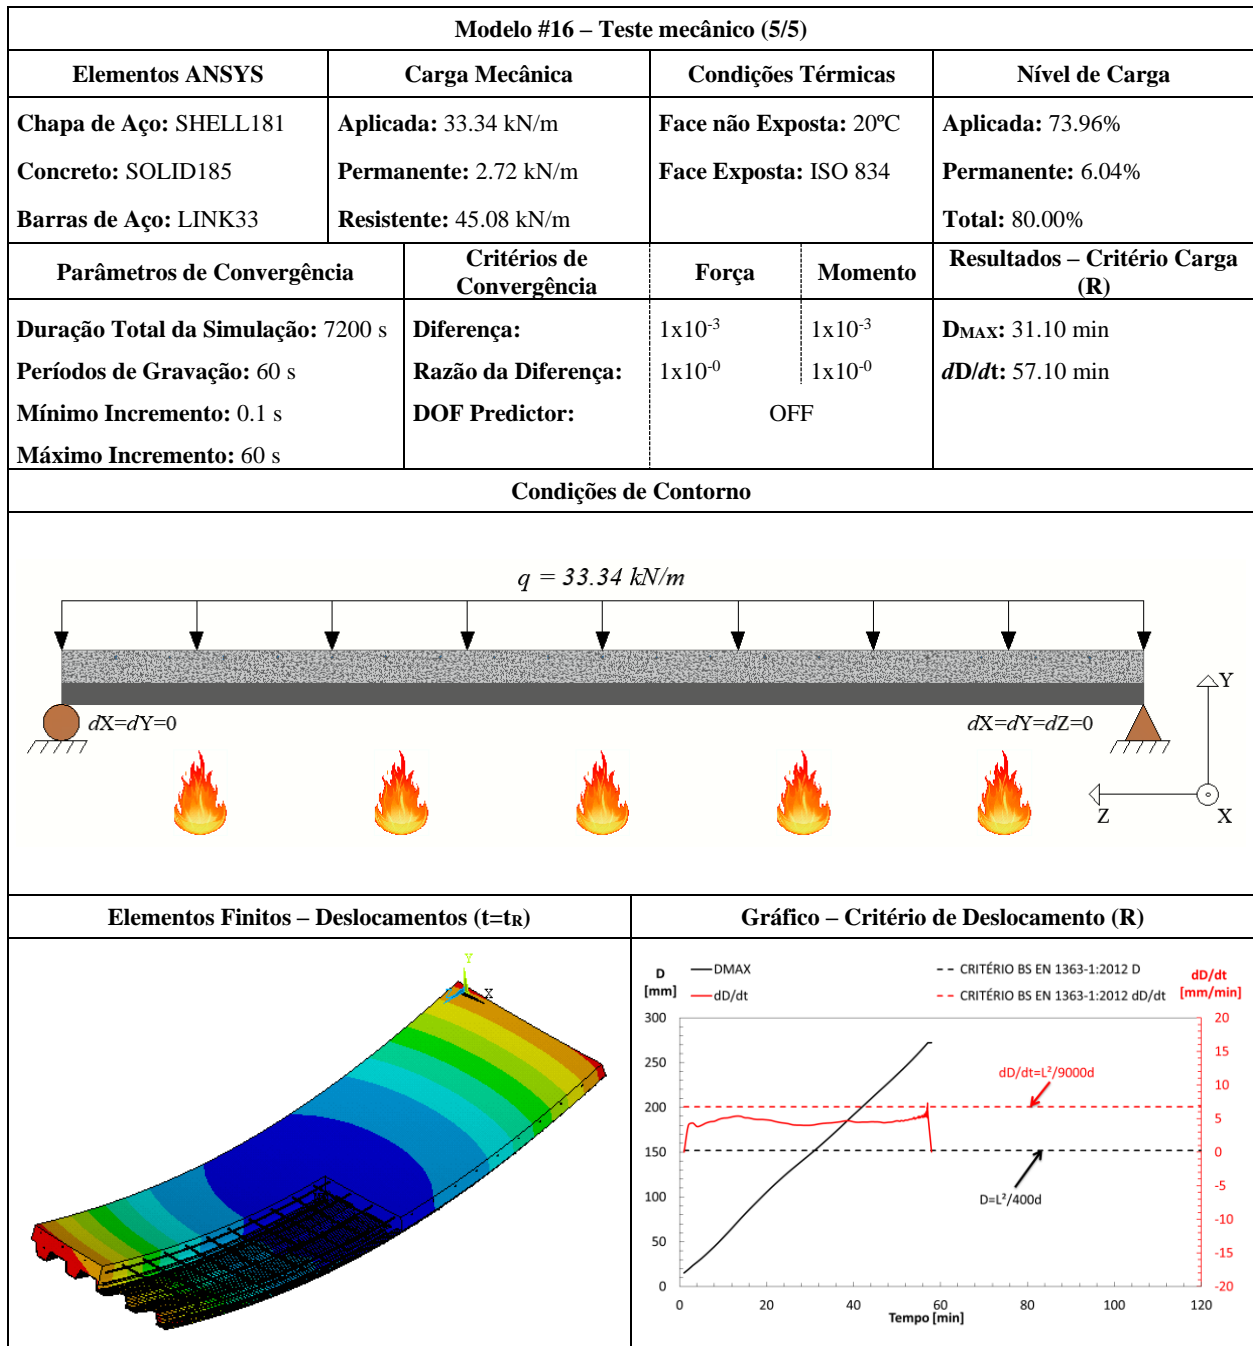 Modelo #16 – Teste mecânico (5/5)
Elementos ANSYS
Carga Mecânica
Condições Térmicas
Nível de Carga
Chapa de Aço: SHELL181
Concreto: SOLID185
Barras de Aço: LINK33
Aplicada: 33.34 kN/m
Permanente: 2.72 kN/m
Resistente: 45.08 kN/m
Face não Exposta: 20ºC
Face Exposta: ISO 834
Aplicada: 73.96%
Permanente: 6.04%
Total: 80.00%
Parâmetros de Convergência
Critérios de
Convergência
Força
Momento
Resultados – Critério Carga
(R)
Duração Total da Simulação: 7200 s
Períodos de Gravação: 60 s
Mínimo Incremento: 0.1 s
Máximo Incremento: 60 s
Diferença: 1x10-3 1x10-3
Razão da Diferença: 1x10-0 1x10-0
DOF Predictor: OFF
DMAX: 31.10 min
dD/dt: 57.10 min
Condições de Contorno
q = 33.34 kN/m
dX=dY=0
dX=dY=dZ=0
Y
Z
X
Elementos Finitos – Deslocamentos (t=tR)
Gráfico – Critério de Deslocamento (R)
Y
X
D
[mm]
DMAX
dD/dt
CRITÉRIO BS EN 1363-1:2012 D
CRITÉRIO BS EN 1363-1:2012 dD/dt
dD/dt
[mm/min]
300
250
200
150
100
50
0
20
15
10
5
0
-5
-10
-15
-20
dD/dt=L²/9000d
D=L²/400d
0 20 40 60 80 100 120
Tempo [min]